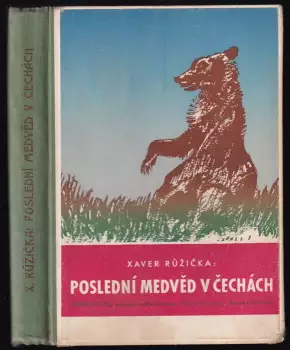 X. RŮŽIČKA: POSLEDNÍ MEDVĚD V ČECHÁCH
XAVER RŮŽIČKA:
POSLEDNÍ MEDVĚD V ČECHÁCH